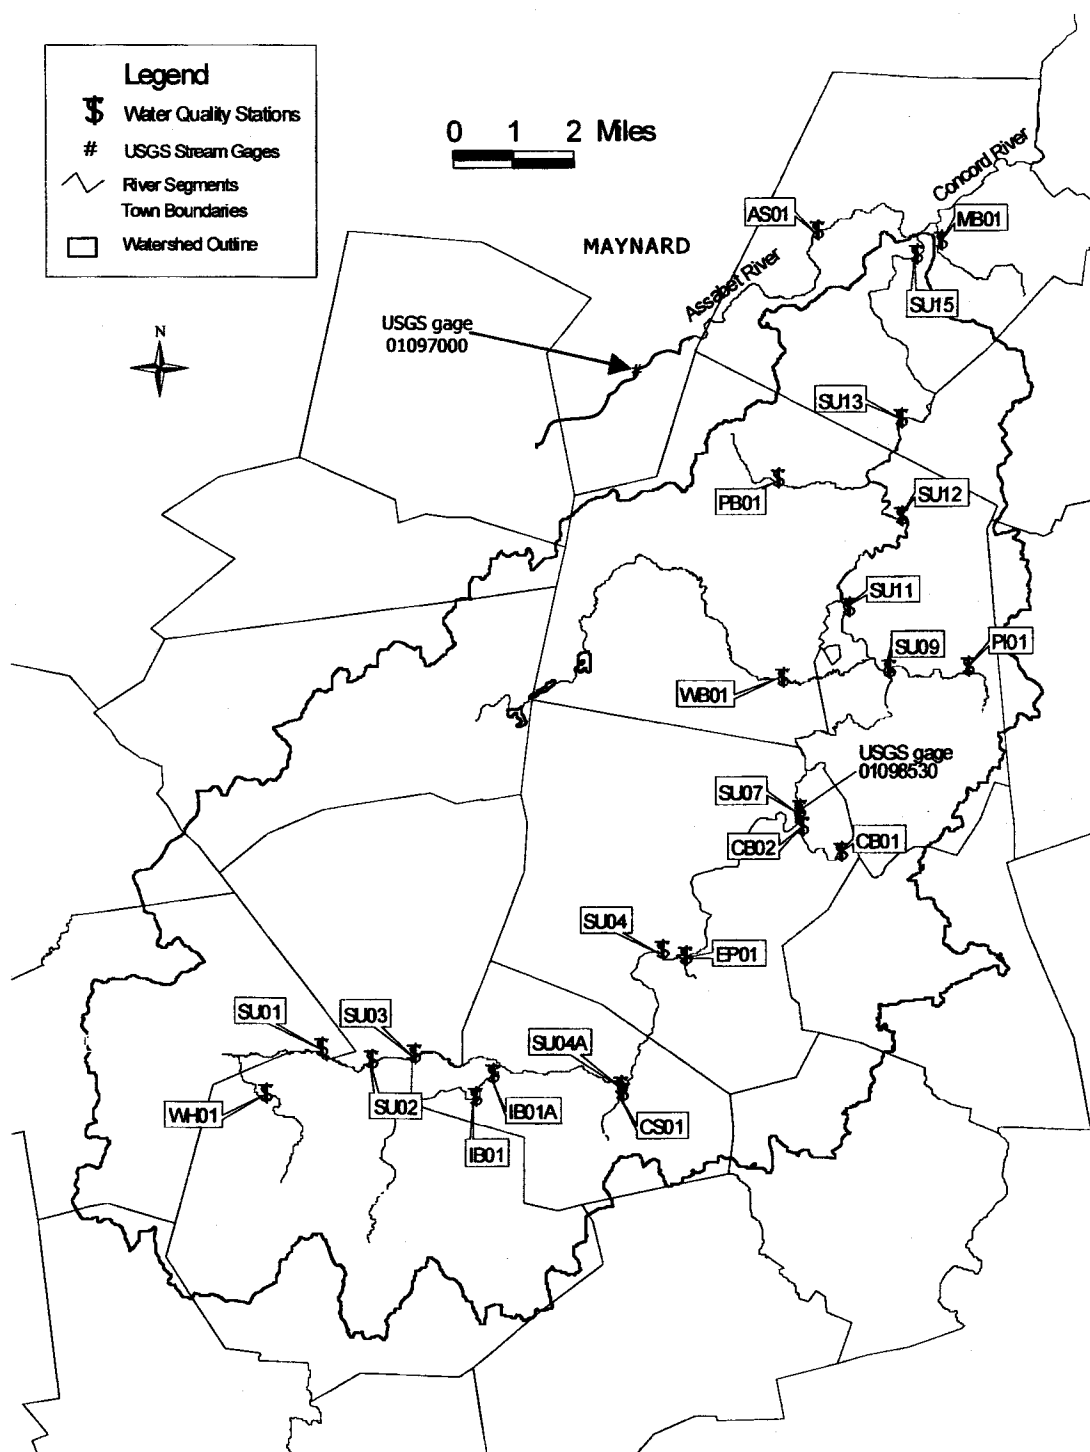 Legend
$ Water Quality Stations
# USGS Stream Gages
River Segments
Town Boundaries
Watershed Outline
0 1 2 Miles
N
Concord River
AS01
MB01
MAYNARD
Assabet River
SU15
USGS gage
01097000
SU13
PB01
SU12
SU11
SU09
PI01
WB01
USGS gage
01098530
SU07
CB02
CB01
SU04
EP01
SU01
SU03
SU04A
WH01
SU02
IB01A
CS01
IB01